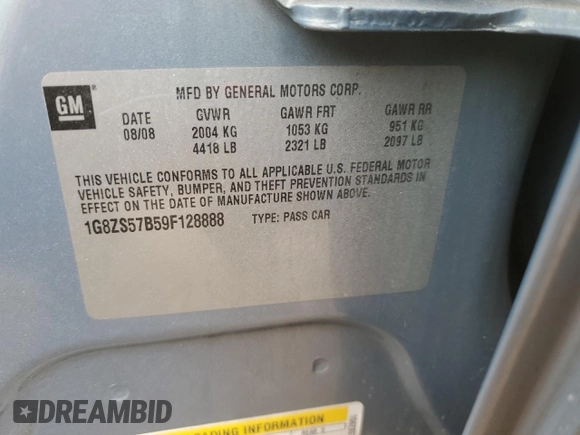 GM
MFD BY GENERAL MOTORS CORP.
DATE GVWR GAWR FRT GAWR RR
08/08 2004 KG 1053 KG 951 KG
4418 LB 2321 LB 2097 LB
THIS VEHICLE CONFORMS TO ALL APPLICABLE U.S. FEDERAL MOTOR
VEHICLE SAFETY, BUMPER, AND THEFT PREVENTION STANDARDS IN
EFFECT ON THE DATE OF MANUFACTURE SHOWN ABOVE.
1G8ZS57B59F128888 TYPE: PASS CAR
DREAMBID
INFORMATION